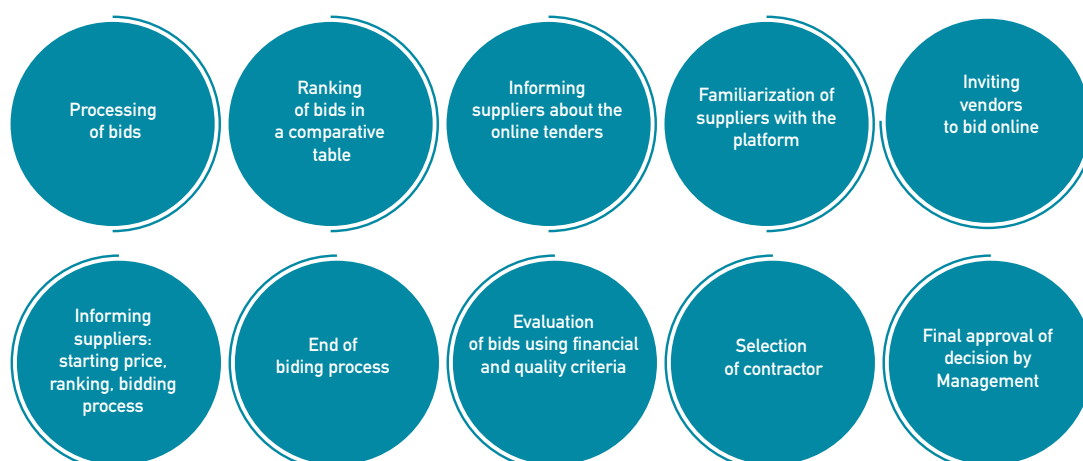 Processing
of bids
Ranking
of bids in
a comparative
table
Informing
suppliers about the
online tenders
Familiarization of
suppliers with the
platform
Inviting
vendors
to bid online
Informing
suppliers:
starting price,
ranking, bidding
process
End of
biding process
Evaluation
of bids using financial
and quality criteria
Selection
of contractor
Final approval of
decision by
Management